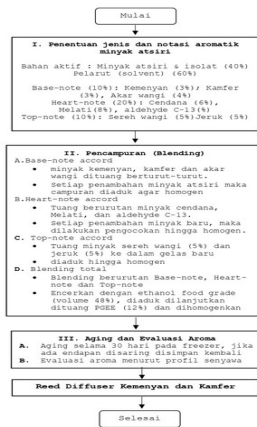 Mulai
I. Penentuan jenis dan notasi aromatik
minyak atsiri
Bahan aktif : Minyak atsiri & isolat (40%)
Pelarut (solvent) (60%)
Base-note (10%): Kemenyan (3%; Kamfer
(3%), Akar wangi (4%)
Heart-note (20%): Cendana (6%),
Melati(8%), aldehyde C-13(%)
Top-note (10%): Sereh wangi (5%)Jeruk (5%)
II. Pencampuran (Blending)
A.Base-note accord
• minyak kemenyan, kamfer dan akar
wangi dituang berturut-turut.
• Setiap penambahan minyak atsiri maka
campuran diaduk agar homogen
B.Heart-note accord
• Tuang berurutan minyak cendana,
Melati, dan aldehyde C-13.
• Setiap penambahan minyak baru, maka
dilakukan pengocokan hingga homogen.
C. Top-note accord
• Tuang minyak sereh wangi (5%) dan
jeruk (5%) ke dalam gelas baru
• diaduk hingga homogen
D. Blending total
• Blending berurutan Base-note, Heart-
note dan Top-note
• Encerkan dengan ethanol food grade
(volume 48%), diaduk dilanjutkan
dituang PGEE (12%) dan dihomogenkan
III. Aging dan Evaluasi Aroma
A. Aging selama 30 hari pada freezer, jika
ada endapan disaring disimpan kembali
B. Evaluasi aroma menurut profil senyawa
Reed Diffuser Kemenyan dan Kamfer
Selesai